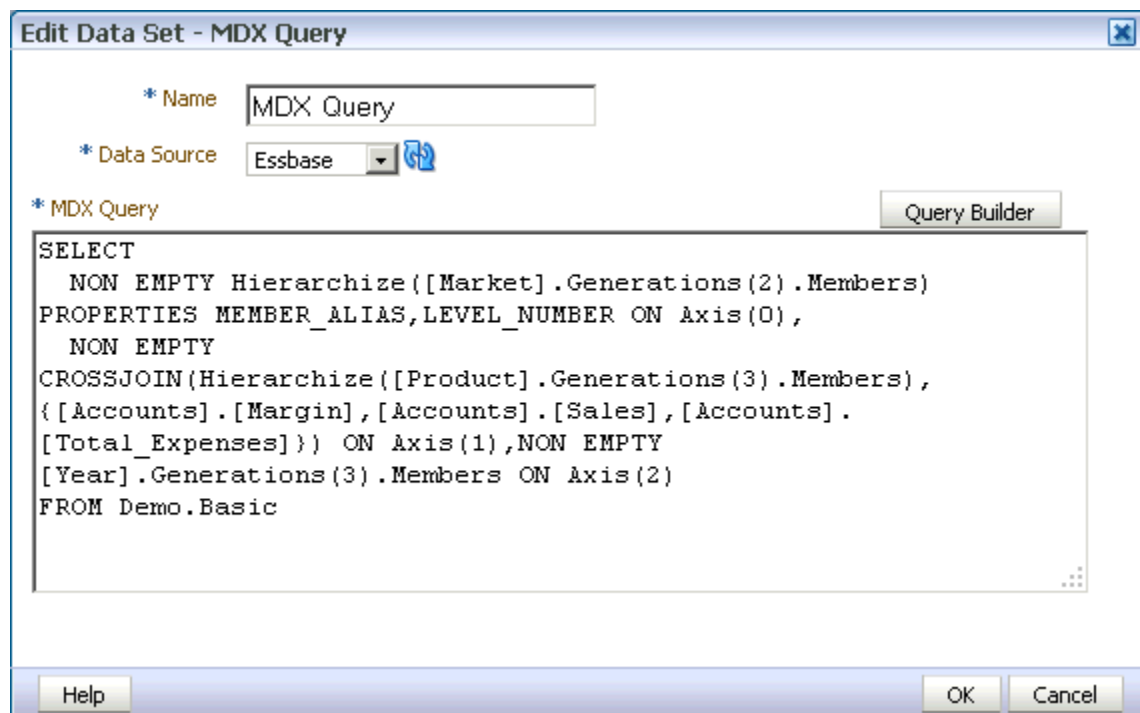 Edit Data Set - MDX Query
* Name MDX Query
* Data Source Essbase
* MDX Query Query Builder
SELECT
  NON EMPTY Hierarchize([Market].Generations(2).Members)
PROPERTIES MEMBER_ALIAS,LEVEL_NUMBER ON Axis(0),
  NON EMPTY
CROSSJOIN(Hierarchize([Product].Generations(3).Members),
{[Accounts].[Margin],[Accounts].[Sales],[Accounts].
[Total_Expenses]}) ON Axis(1),NON EMPTY
[Year].Generations(3).Members ON Axis(2)
FROM Demo.Basic
Help OK Cancel